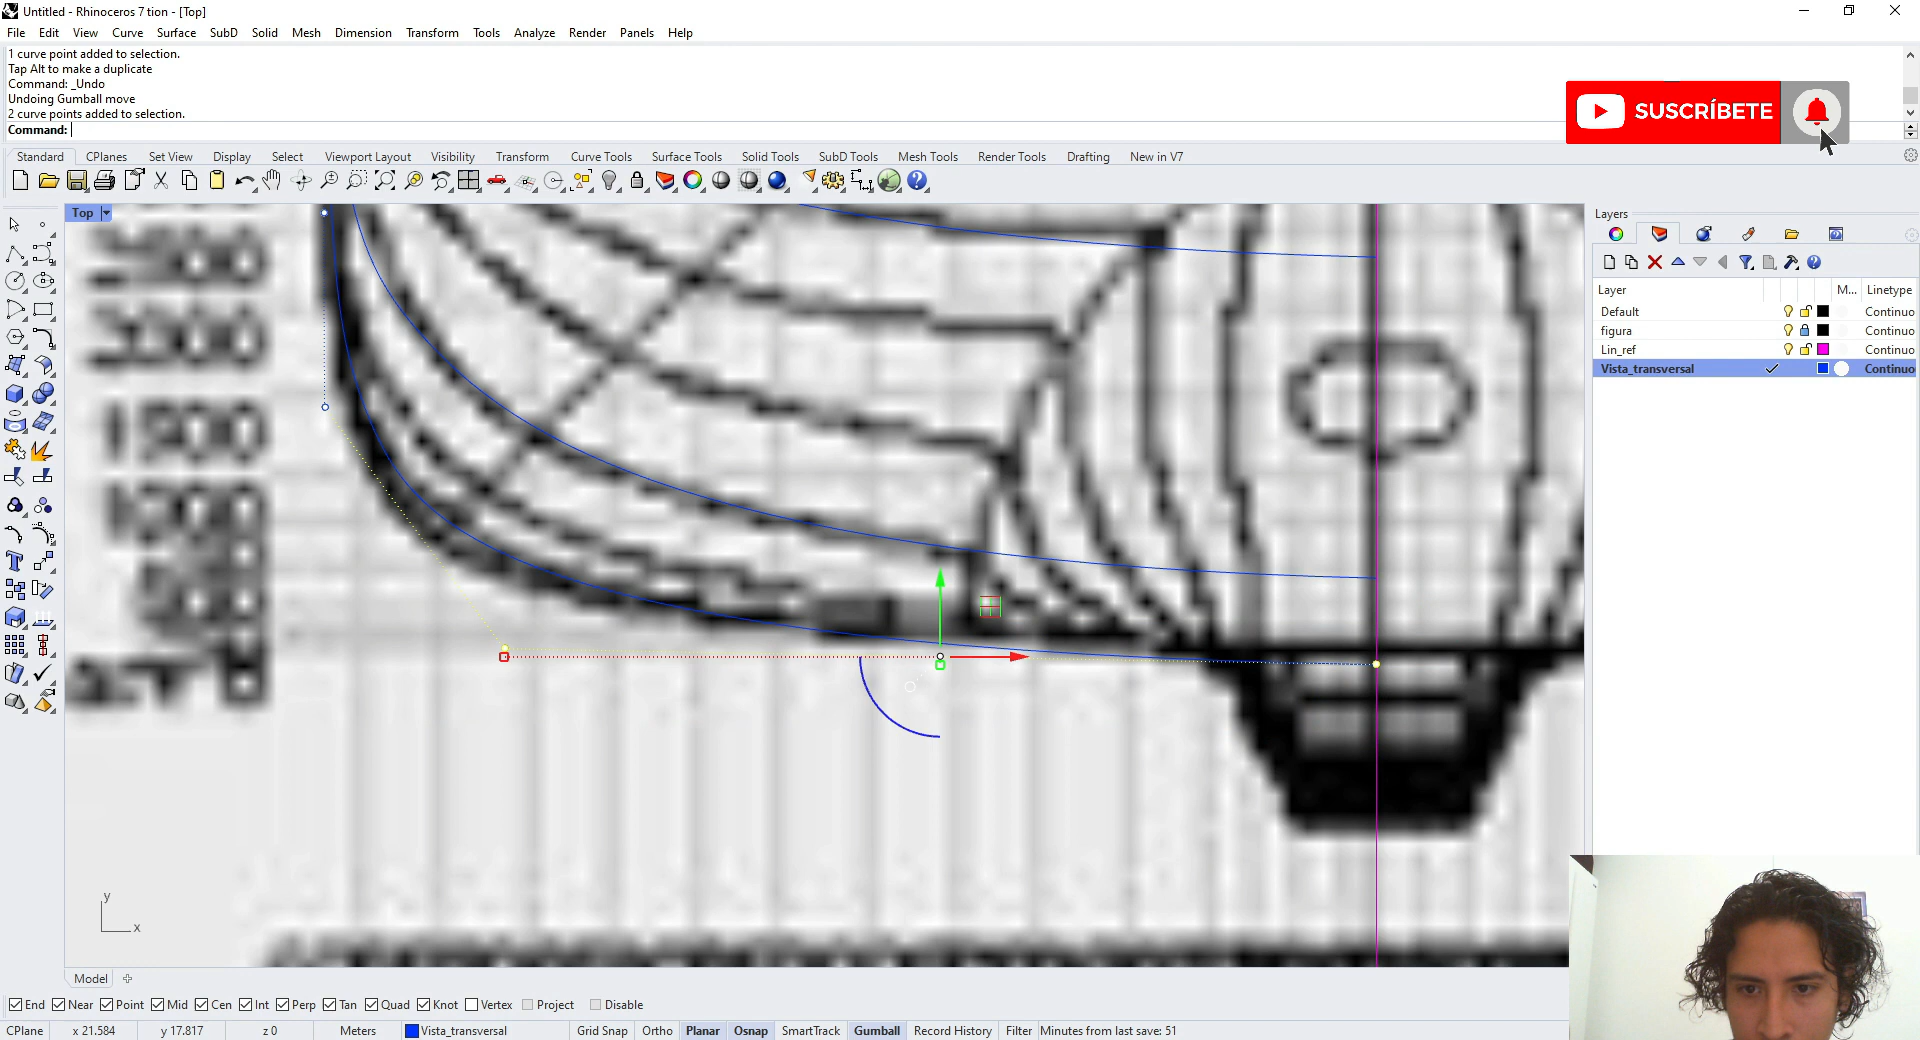 Untitled - Rhinoceros 7 tion - [Top]
File Edit View Curve Surface SubD Solid Mesh Dimension Transform Tools Analyze Render Panels Help
1 curve point added to selection.
Tap Alt to make a duplicate
Command: _Undo
Undoing Gumball move
2 curve points added to selection.
Command:
SUSCRÍBETE
Standard CPlanes Set View Display Select Viewport Layout Visibility Transform Curve Tools Surface Tools Solid Tools SubD Tools Mesh Tools Render Tools Drafting New in V7
Top
Layers
Layer M... Linetype
Default Continuo
figura Continuo
Lin_ref Continuo
Vista_transversal Continuo
y
x
Model
End Near Point Mid Cen Int Perp Tan Quad Knot Vertex Project Disable
CPlane x 21.584 y 17.817 z 0 Meters Vista_transversal Grid Snap Ortho Planar Osnap SmartTrack Gumball Record History Filter Minutes from last save: 51